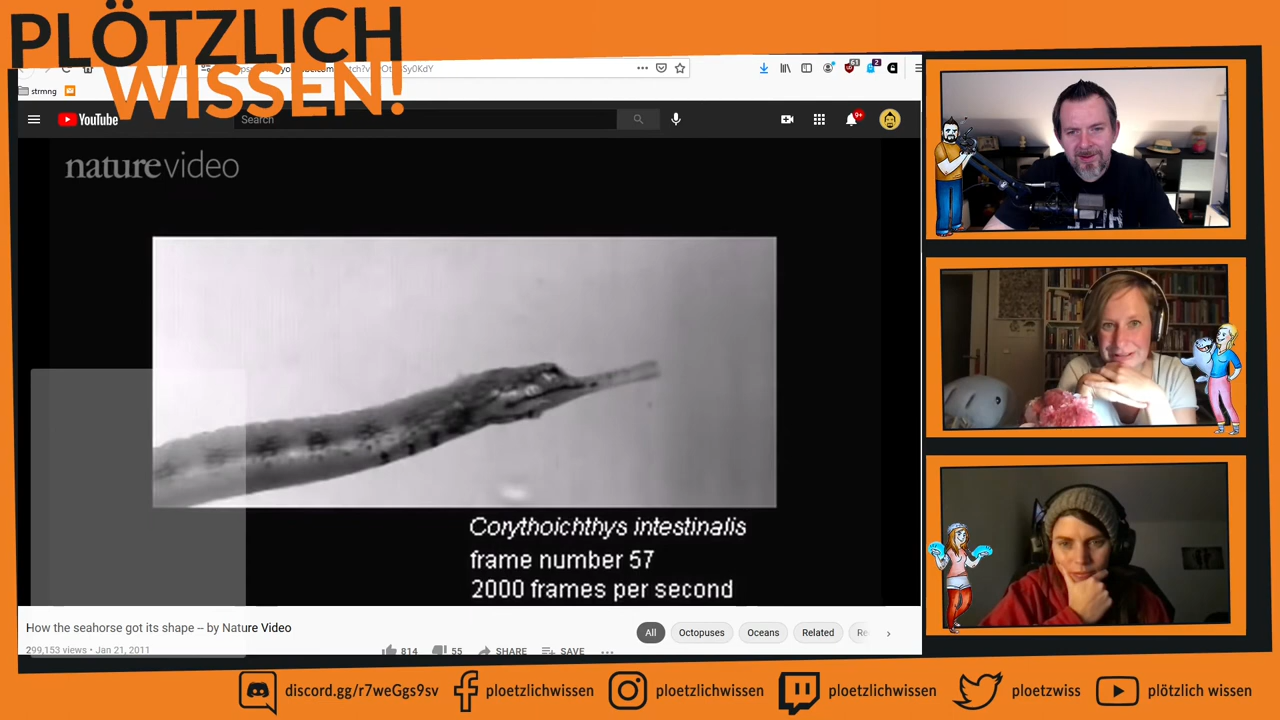 PLÖTZLICH
WISSEN!
strmng
YouTube
Search
9+
naturevideo
Corythoichthys intestinalis
frame number 57
2000 frames per second
How the seahorse got its shape – by Nature Video
All
Octopuses
Oceans
Related
299,153 views • Jan 21, 2011
814
55
SHARE
SAVE
discord.gg/r7weGgs9sv
ploetzlichwissen
ploetzlichwissen
ploetzlichwissen
ploetzwiss
plötzlich wissen